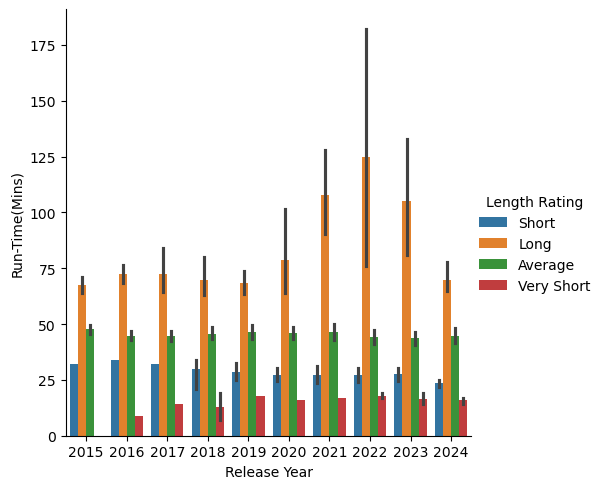 175
150
125
100
75
50
25
0
Run-Time(Mins)
2015 2016 2017 2018 2019 2020 2021 2022 2023 2024
Release Year
Length Rating
Short
Long
Average
Very Short